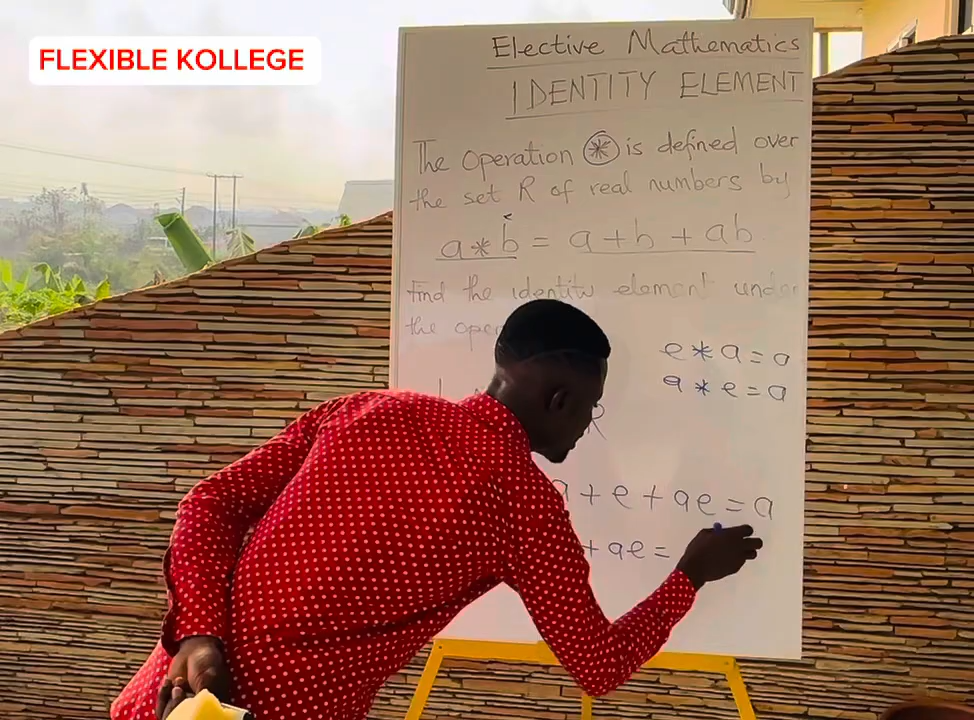 FLEXIBLE KOLLEGE
Elective Mathematics
IDENTITY ELEMENT
The Operation * is defined over
the set R of real numbers by
a * b = a + b + ab
e
Find the identity element under
the
e * a = a
a * e = a
R
a + e + ae = a
+ ae =